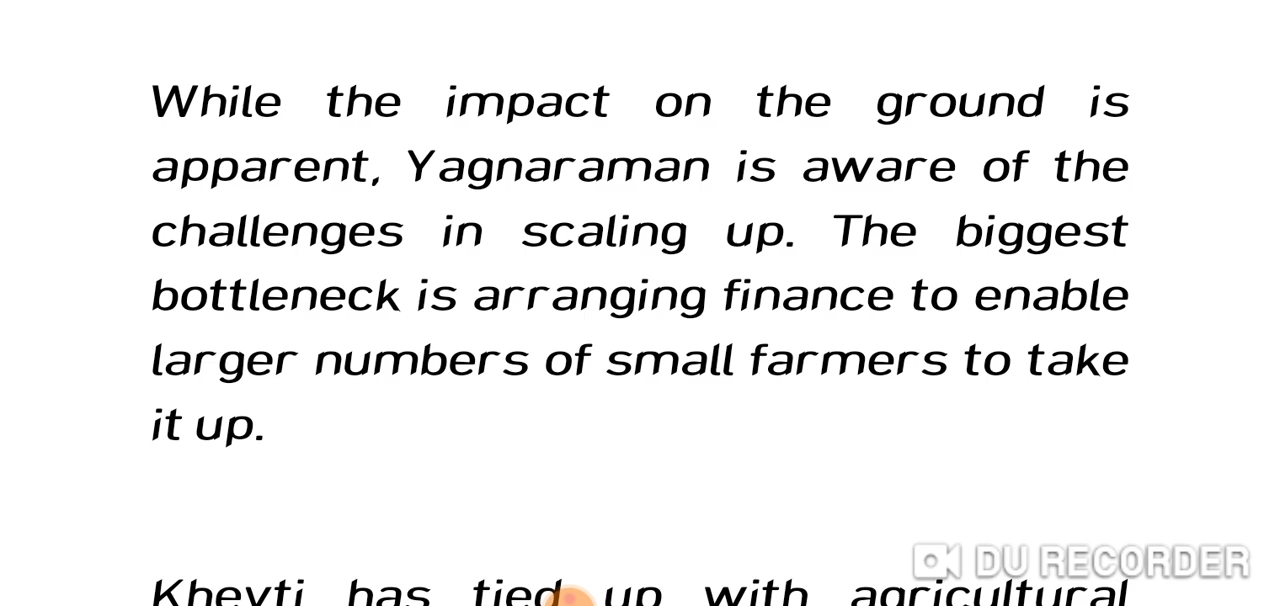 While the impact on the ground is
apparent, Yagnaraman is aware of the
challenges in scaling up. The biggest
bottleneck is arranging finance to enable
larger numbers of small farmers to take
it up.
DU RECORDER
Kheyti has tied up with agricultural